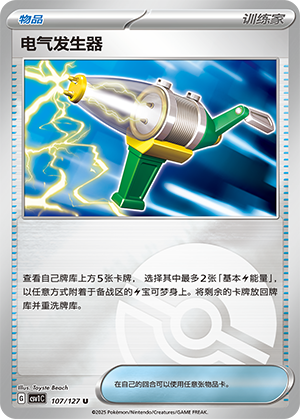 物品
训练家
电气发生器
查看自己牌库上方5张卡牌,选择其中最多2张「基本⚡能量」,
以任意方式附着于备战区的⚡宝可梦身上。将剩余的卡牌放回牌
库并重洗牌库。
Illus. Toyste Beach
在自己的回合可以使用任意张物品卡。
G CSV1C 107/127 U
©2025 Pokémon/Nintendo/Creatures/GAME FREAK.